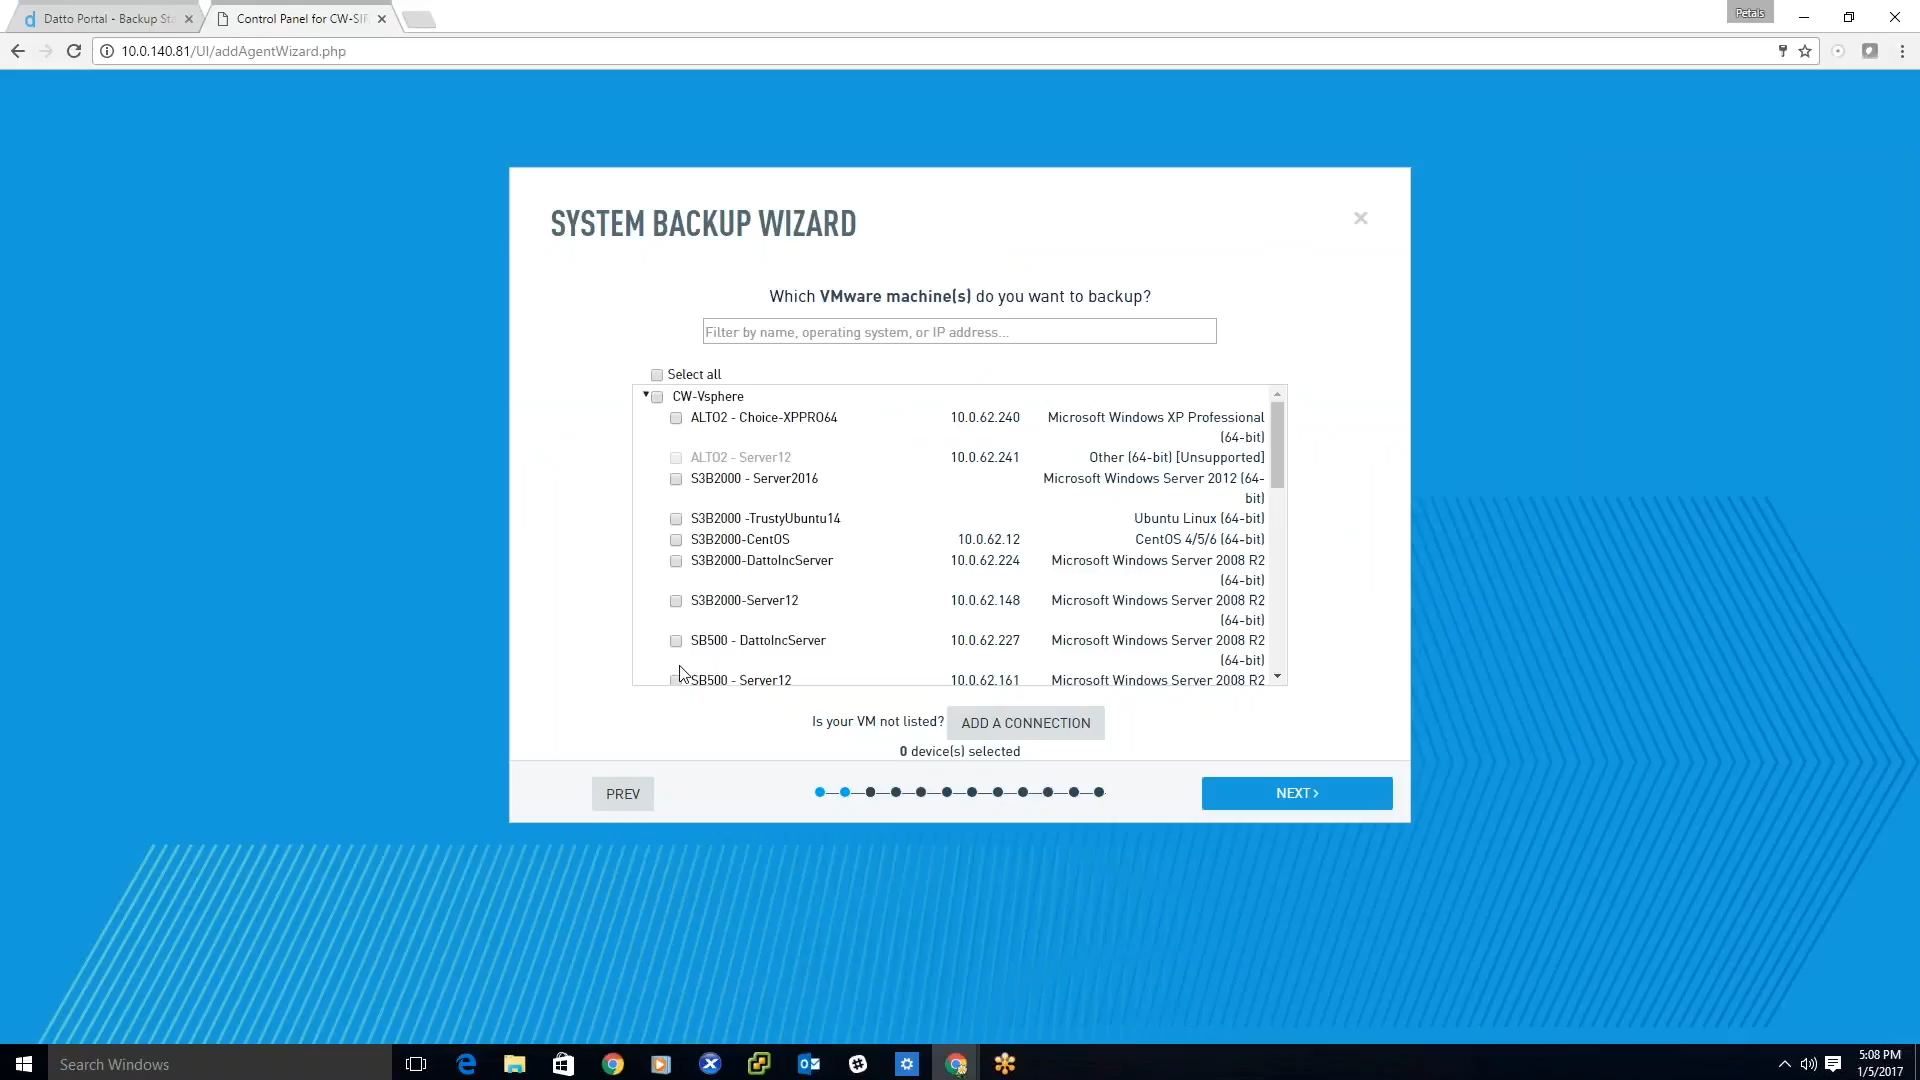 Datto Portal - Backup Sta
Control Panel for CW-SIR
Petals
10.0.140.81/UI/addAgentWizard.php
SYSTEM BACKUP WIZARD
Which VMware machine(s) do you want to backup?
Filter by name, operating system, or IP address...
Select all
CW-Vsphere
ALTO2 - Choice-XPPRO64 10.0.62.240 Microsoft Windows XP Professional
(64-bit)
ALTO2 - Server12 10.0.62.241 Other (64-bit) [Unsupported]
S3B2000 - Server2016 Microsoft Windows Server 2012 (64-
bit)
S3B2000 -TrustyUbuntu14 Ubuntu Linux (64-bit)
S3B2000-CentOS 10.0.62.12 CentOS 4/5/6 (64-bit)
S3B2000-DattoIncServer 10.0.62.224 Microsoft Windows Server 2008 R2
(64-bit)
S3B2000-Server12 10.0.62.148 Microsoft Windows Server 2008 R2
(64-bit)
SB500 - DattoIncServer 10.0.62.227 Microsoft Windows Server 2008 R2
(64-bit)
SB500 - Server12 10.0.62.161 Microsoft Windows Server 2008 R2
Is your VM not listed? ADD A CONNECTION
0 device(s) selected
PREV
NEXT >
Search Windows
5:08 PM
1/5/2017